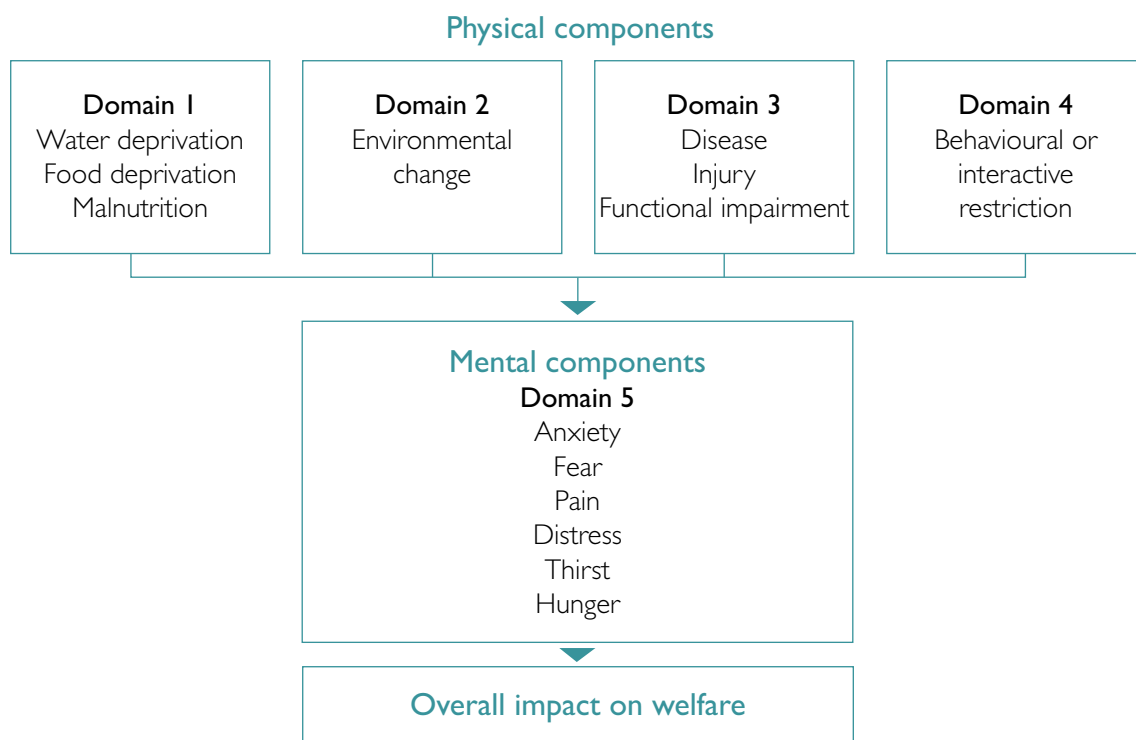 Physical components
Domain 1
Water deprivation
Food deprivation
Malnutrition
Domain 2
Environmental
change
Domain 3
Disease
Injury
Functional impairment
Domain 4
Behavioural or
interactive
restriction
Mental components
Domain 5
Anxiety
Fear
Pain
Distress
Thirst
Hunger
Overall impact on welfare